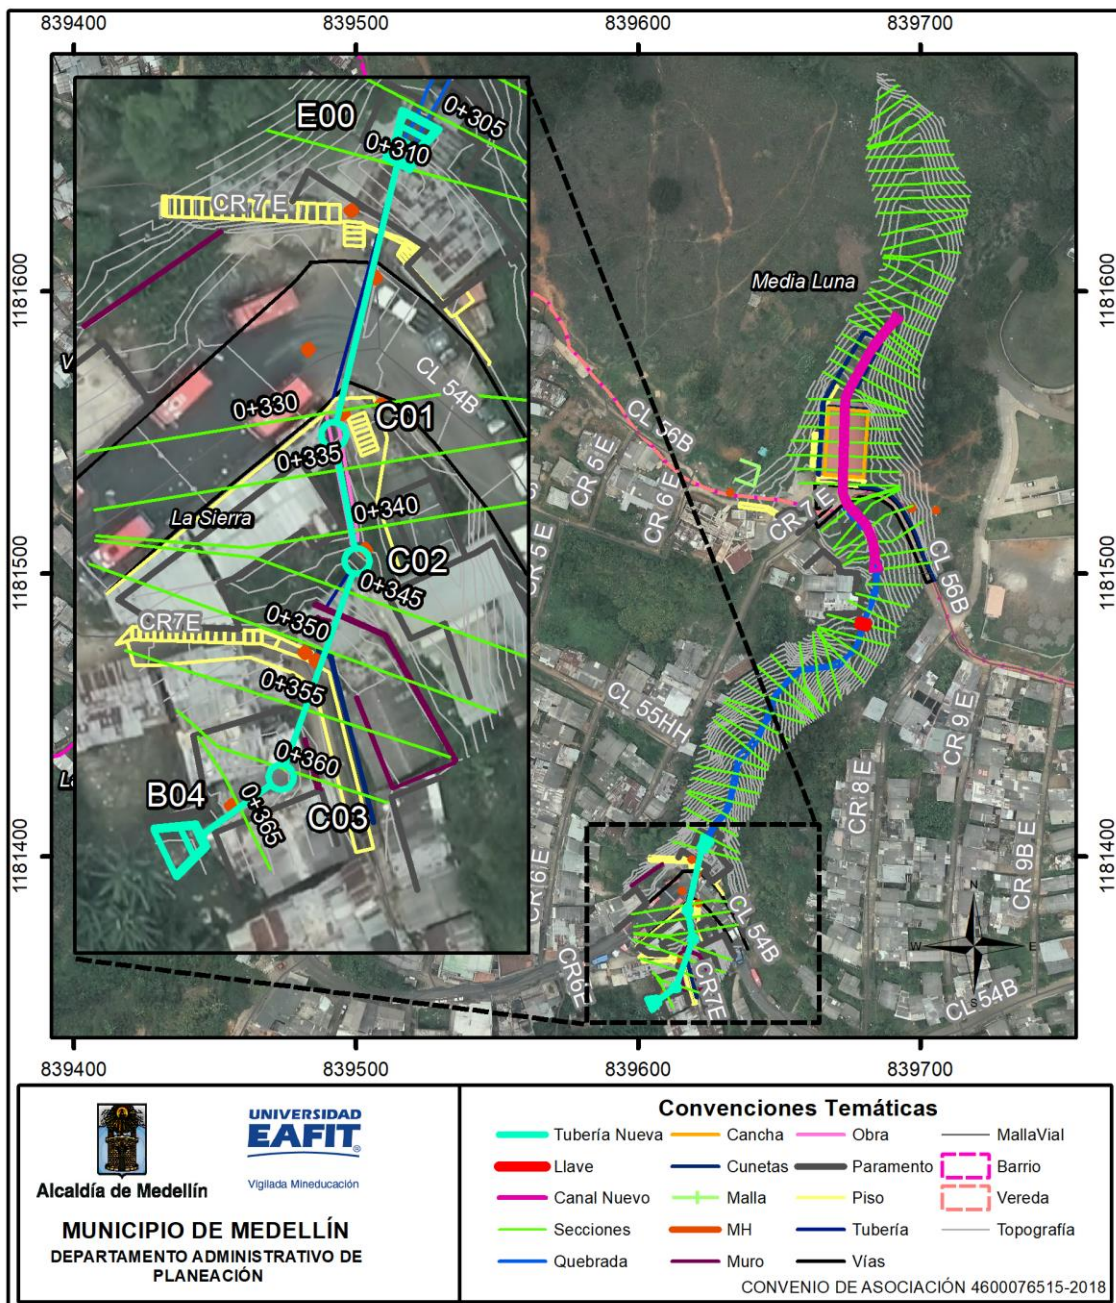 839400 839500 839600 839700
1181600
1181500
1181400
1181600
1181500
1181400
E00
0+305
0+310
CR 7 E
CL 54B
0+330
C01
0+335
La Sierra
0+340
C02
0+345
CR7E
0+350
0+355
0+360
B04
C03
0+365
Media Luna
CL 56B
CR 5 E
CR 6 E
CR 7 E
CR 5 E
CL 56B
CL 55HH
CR 8 E
CR 9 E
CR 9B E
CR 6 E
CL 54B
CR6E
CR7E
CL 54B
N
W E
S
839400 839500 839600 839700
Alcaldía de Medellín
UNIVERSIDAD
EAFIT®
Vigilada Mineducación
MUNICIPIO DE MEDELLÍN
DEPARTAMENTO ADMINISTRATIVO DE
PLANEACIÓN
Convenciones Temáticas
Tubería Nueva Cancha Obra MallaVial
Llave Cunetas Paramento Barrio
Canal Nuevo Malla Piso Vereda
Secciones MH Tubería Topografía
Quebrada Muro Vías
CONVENIO DE ASOCIACIÓN 4600076515-2018